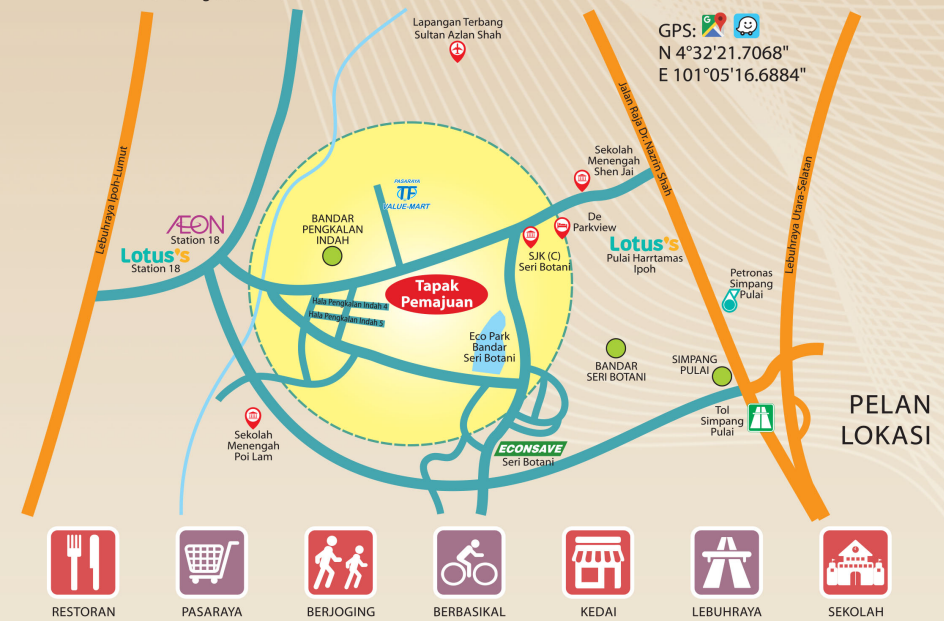 Lapangan Terbang
Sultan Azlan Shah
GPS:
N 4°32'21.7068"
E 101°05'16.6884"
Lebuhraya Ipoh-Lumut
Jalan Raja Dr. Nazrin Shah
Lebuhraya Utara-Selatan
Sekolah
Menengah
Shen Jai
PASARAYA
TF
VALUE-MART
BANDAR
PENGKALAN
INDAH
De
Parkview
ÆON
Station 18
Lotus's
Station 18
SJK (C)
Seri Botani
Lotus's
Pulai Harrtamas
Ipoh
Petronas
Simpang
Pulai
Tapak
Pemajuan
Hala Pengkalan Indah 4
Hala Pengkalan Indah 5
Eco Park
Bandar
Seri Botani
BANDAR
SERI BOTANI
SIMPANG
PULAI
Tol
Simpang
Pulai
PELAN
LOKASI
Sekolah
Menengah
Poi Lam
ECONSAVE
Seri Botani
RESTORAN
PASARAYA
BERJOGING
BERBASIKAL
KEDAI
LEBUHRAYA
SEKOLAH